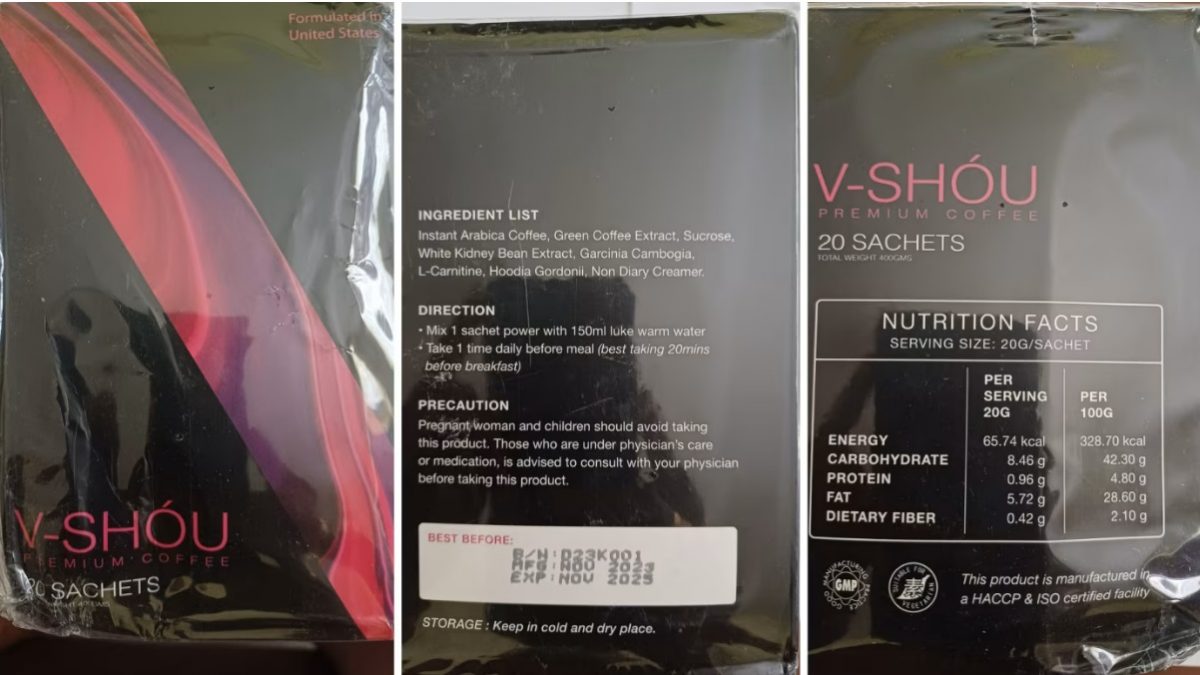 Formulated in
United States
V-SHÓU
PREMIUM COFFEE
20 SACHETS
INGREDIENT LIST
Instant Arabica Coffee, Green Coffee Extract, Sucrose,
White Kidney Bean Extract, Garcinia Cambogia,
L-Carnitine, Hoodia Gordonii, Non Diary Creamer.
DIRECTION
• Mix 1 sachet power with 150ml luke warm water
• Take 1 time daily before meal (best taking 20mins
before breakfast)
PRECAUTION
Pregnant woman and children should avoid taking
this product. Those who are under physician's care
or medication, is advised to consult with your physician
before taking this product.
BEST BEFORE:
B/N: D23K001
MFG: NOV 2023
EXP: NOV 2025
STORAGE : Keep in cold and dry place.
V-SHÓU
PREMIUM COFFEE
20 SACHETS
TOTAL WEIGHT 400GMS
NUTRITION FACTS
SERVING SIZE: 20G/SACHET
PER SERVING 20G PER 100G
ENERGY 65.74 kcal 328.70 kcal
CARBOHYDRATE 8.46 g 42.30 g
PROTEIN 0.96 g 4.80 g
FAT 5.72 g 28.60 g
DIETARY FIBER 0.42 g 2.10 g
GOOD MANUFACTURING PRACTICE
GMP
SUITABLE FOR VEGETARIAN
素
This product is manufactured in
a HACCP & ISO certified facility